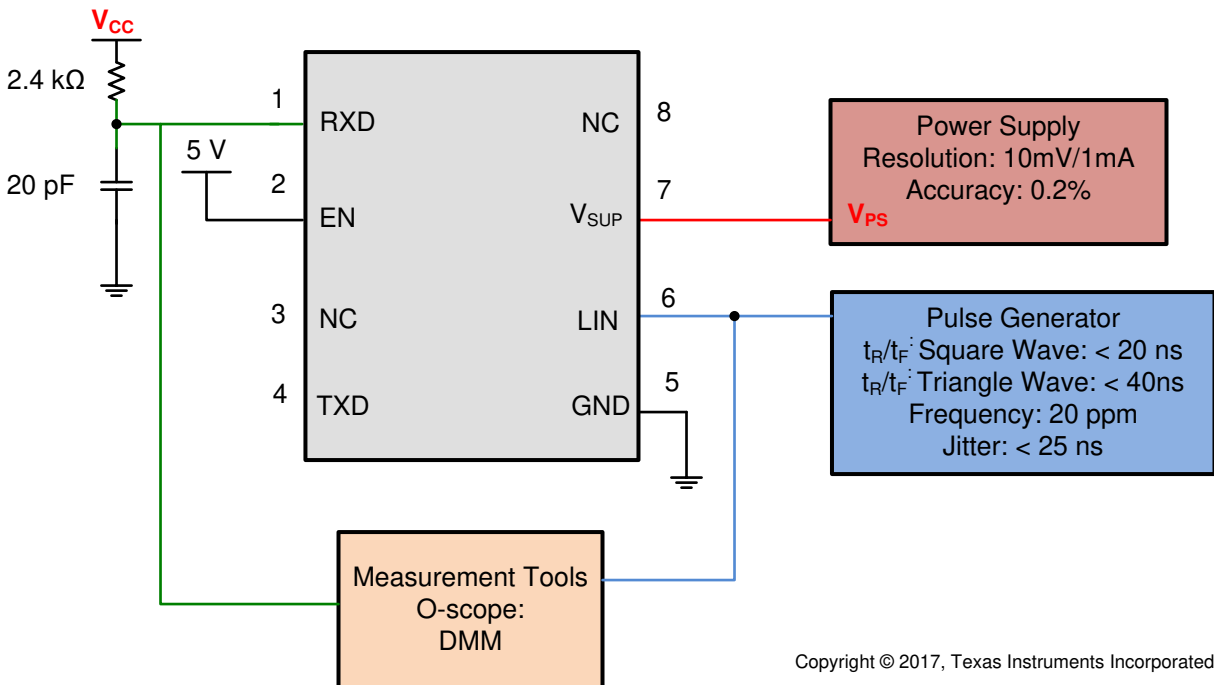 VCC
2.4 kΩ
20 pF
5 V
1
2
3
4
RXD
EN
NC
TXD
NC
VSUP
LIN
GND
8
7
6
5
Power Supply
Resolution: 10mV/1mA
Accuracy: 0.2%
VPS
Pulse Generator
tR/tF: Square Wave: < 20 ns
tR/tF: Triangle Wave: < 40ns
Frequency: 20 ppm
Jitter: < 25 ns
Measurement Tools
O-scope:
DMM
Copyright © 2017, Texas Instruments Incorporated